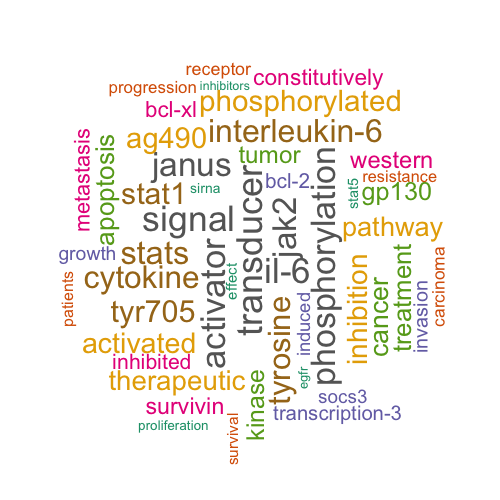 receptor
constitutively
progression
inhibitors
bcl-xl
phosphorylated
ag490
interleukin-6
metastasis
apoptosis
janus
tumor
western
resistance
stat1
sirna
bcl-2
stat5
gp130
signal
transducer
jak2
phosphorylation
pathway
growth
stats
activator
il-6
cytokine
effect
patients
tyr705
tyrosine
induced
inhibition
cancer
treatment
invasion
carcinoma
activated
inhibited
therapeutic
egfr
kinase
socs3
survivin
transcription-3
proliferation
survival